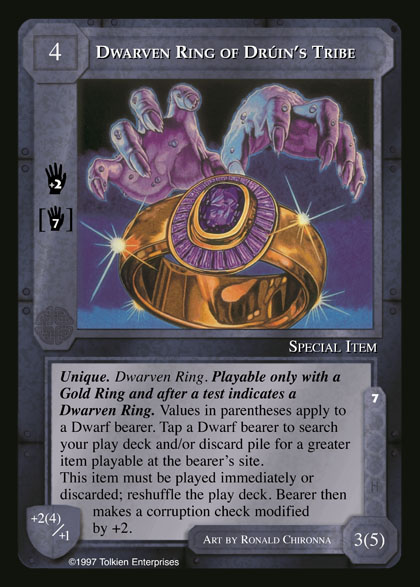 4
DWARVEN RING OF DRÚIN'S TRIBE
+2
[7]
SPECIAL ITEM
Unique. Dwarven Ring. Playable only with a
Gold Ring and after a test indicates a
Dwarven Ring. Values in parentheses apply to
a Dwarf bearer. Tap a Dwarf bearer to search
your play deck and/or discard pile for a greater
item playable at the bearer's site.
This item must be played immediately or
discarded; reshuffle the play deck. Bearer then
makes a corruption check modified
by +2.
7
H
+2(4)/+1
ART BY RONALD CHIRONNA
3(5)
©1997 Tolkien Enterprises